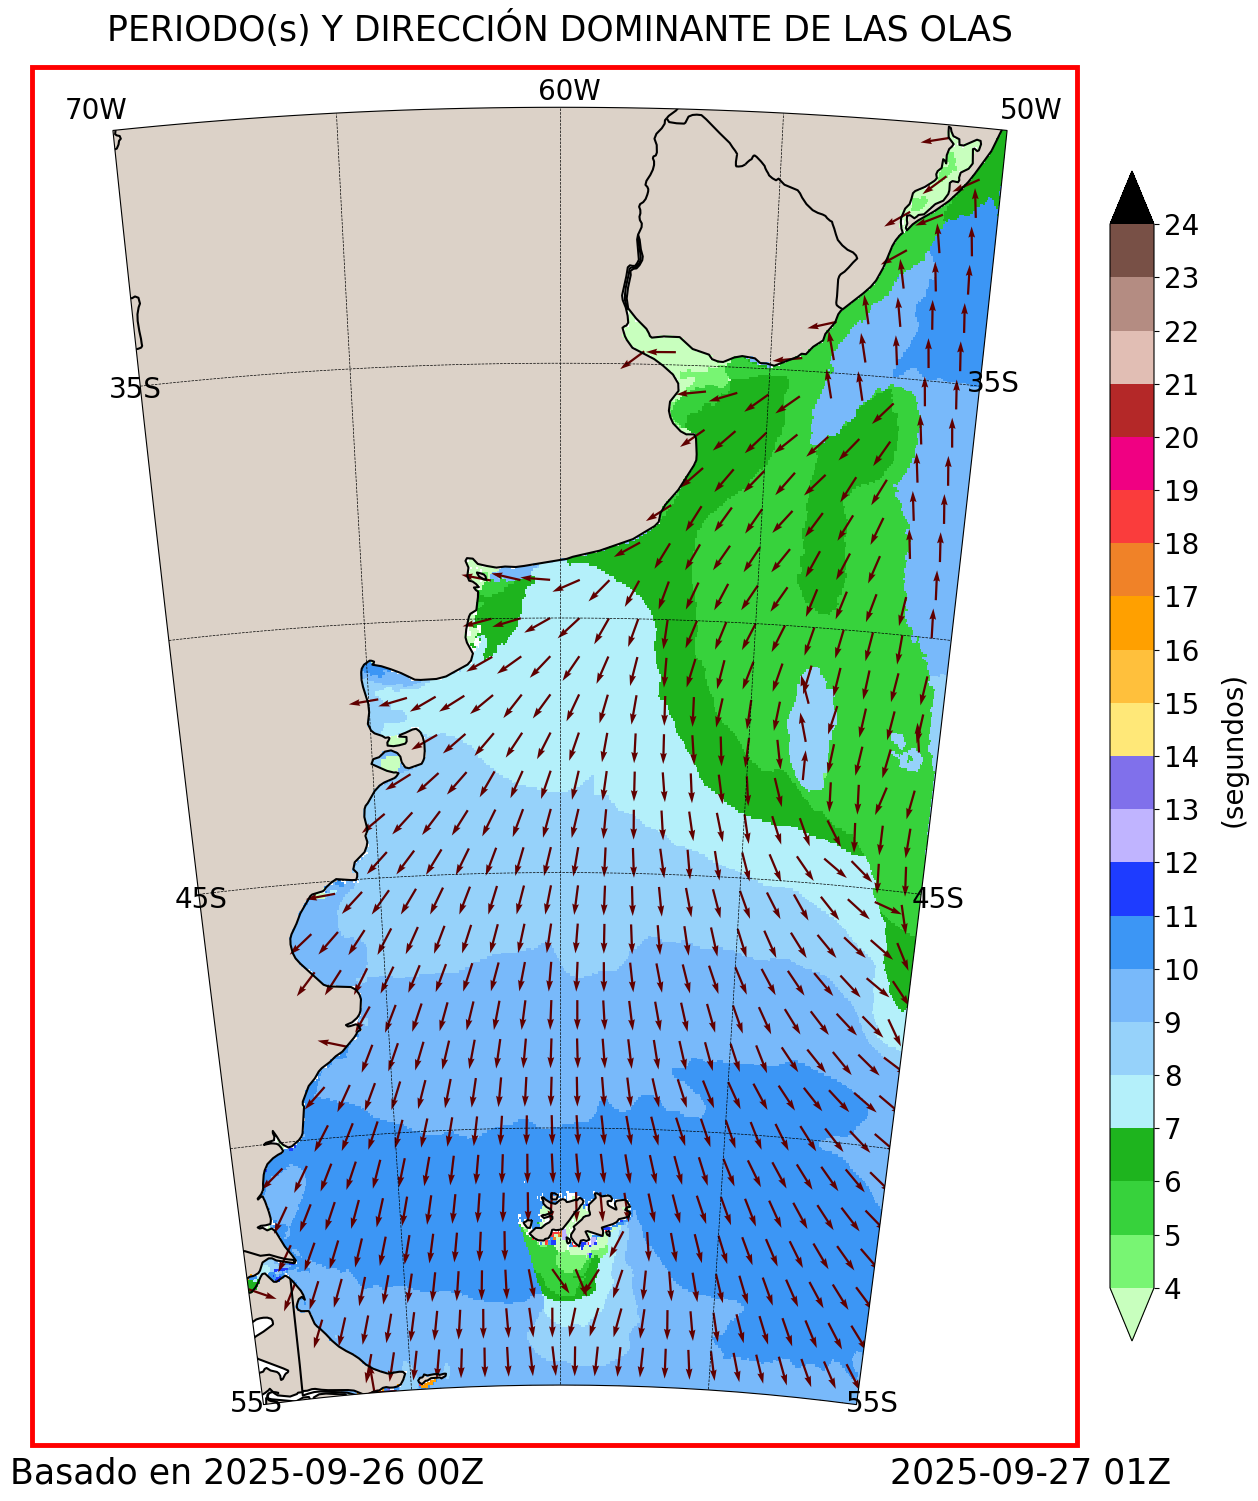 PERIODO(s) Y DIRECCIÓN DOMINANTE DE LAS OLAS
70W
60W
50W
35S
35S
45S
45S
55S
55S
24
23
22
21
20
19
18
17
16
15
14
13
12
11
10
9
8
7
6
5
4
(segundos)
Basado en 2025-09-26 00Z
2025-09-27 01Z